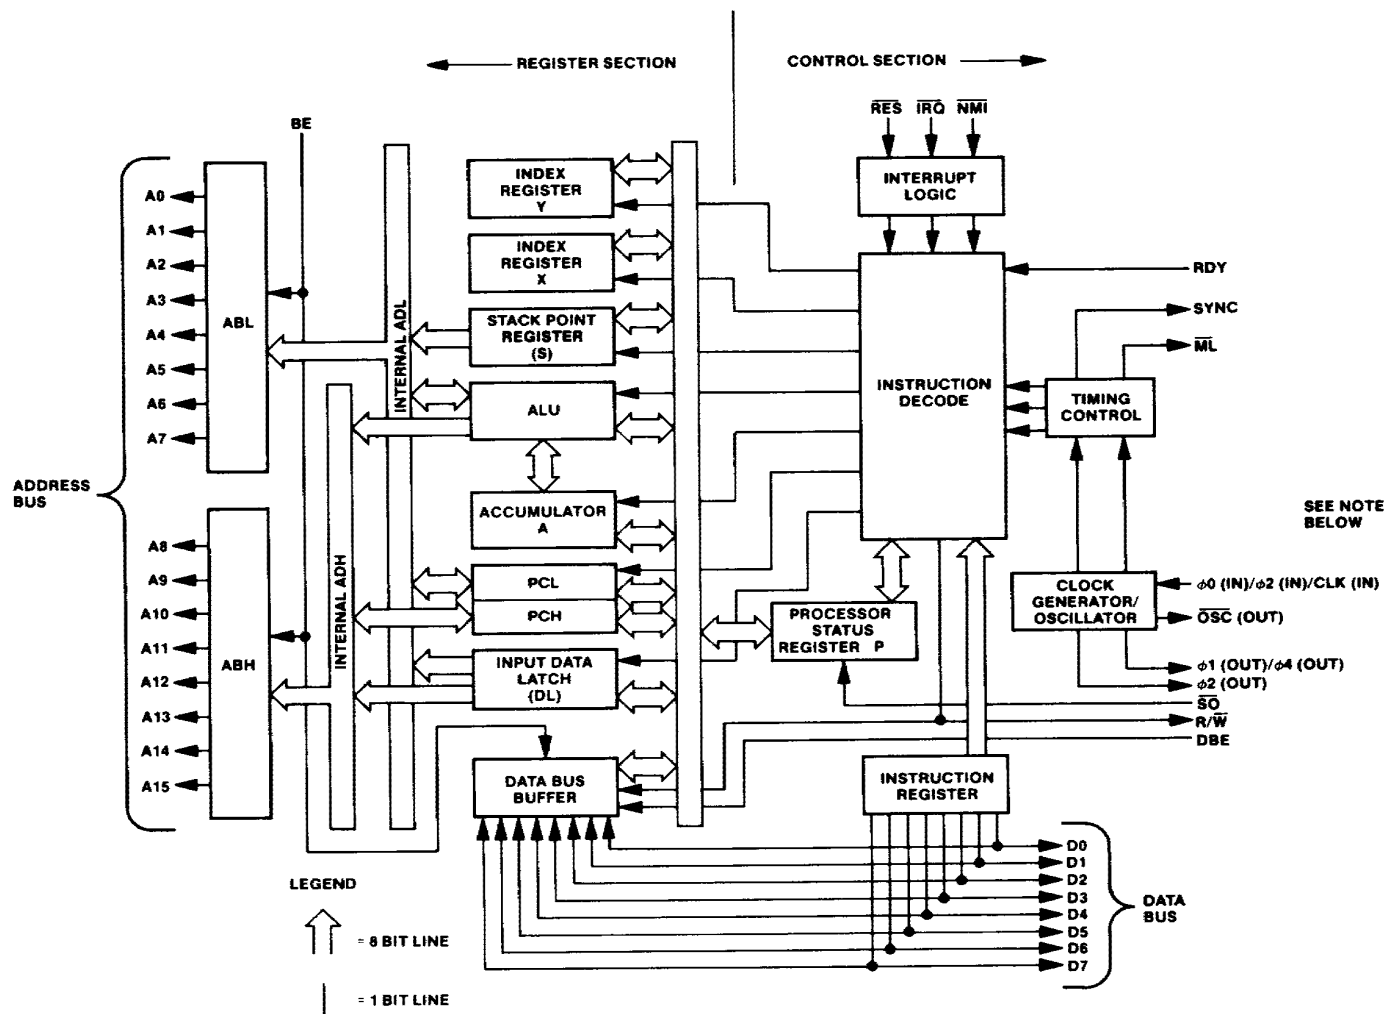 REGISTER SECTION
CONTROL SECTION
RES IRQ NMI
BE
INTERRUPT
LOGIC
INDEX
REGISTER
Y
INDEX
REGISTER
X
STACK POINT
REGISTER
(S)
ALU
ACCUMULATOR
A
PCL
PCH
INPUT DATA
LATCH
(DL)
DATA BUS
BUFFER
A0
A1
A2
A3
A4
A5
A6
A7
ABL
ADDRESS
BUS
A8
A9
A10
A11
A12
A13
A14
A15
ABH
INTERNAL ADL
INTERNAL ADH
INSTRUCTION
DECODE
RDY
SYNC
ML
TIMING
CONTROL
SEE NOTE
BELOW
CLOCK
GENERATOR/
OSCILLATOR
ϕ0 (IN)/ϕ2 (IN)/CLK (IN)
OSC (OUT)
ϕ1 (OUT)/ϕ4 (OUT)
ϕ2 (OUT)
SO
R/W
DBE
PROCESSOR
STATUS
REGISTER P
INSTRUCTION
REGISTER
D0
D1
D2
D3
D4
D5
D6
D7
DATA
BUS
LEGEND
= 8 BIT LINE
= 1 BIT LINE